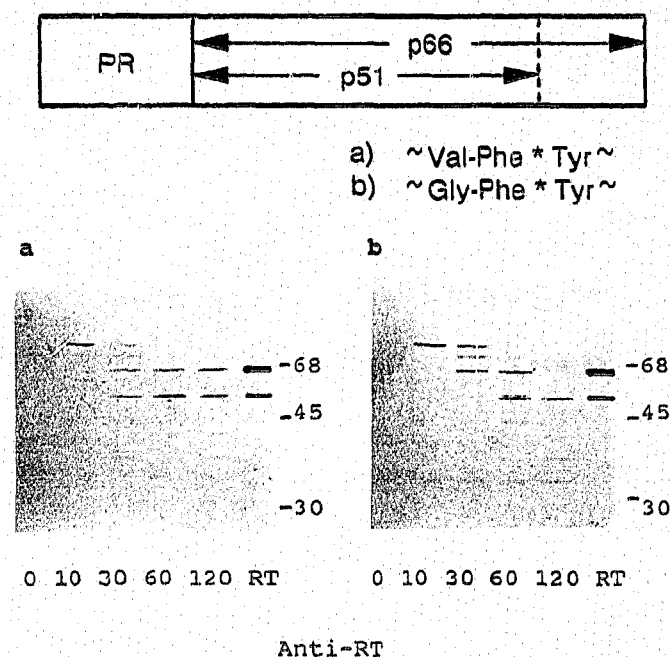 PR
p66
p51
a) ~Val-Phe * Tyr~
b) ~Gly-Phe * Tyr~
a
b
-68
-45
-30
-68
-45
-30
0 10 30 60 120 RT
0 10 30 60 120 RT
Anti-RT